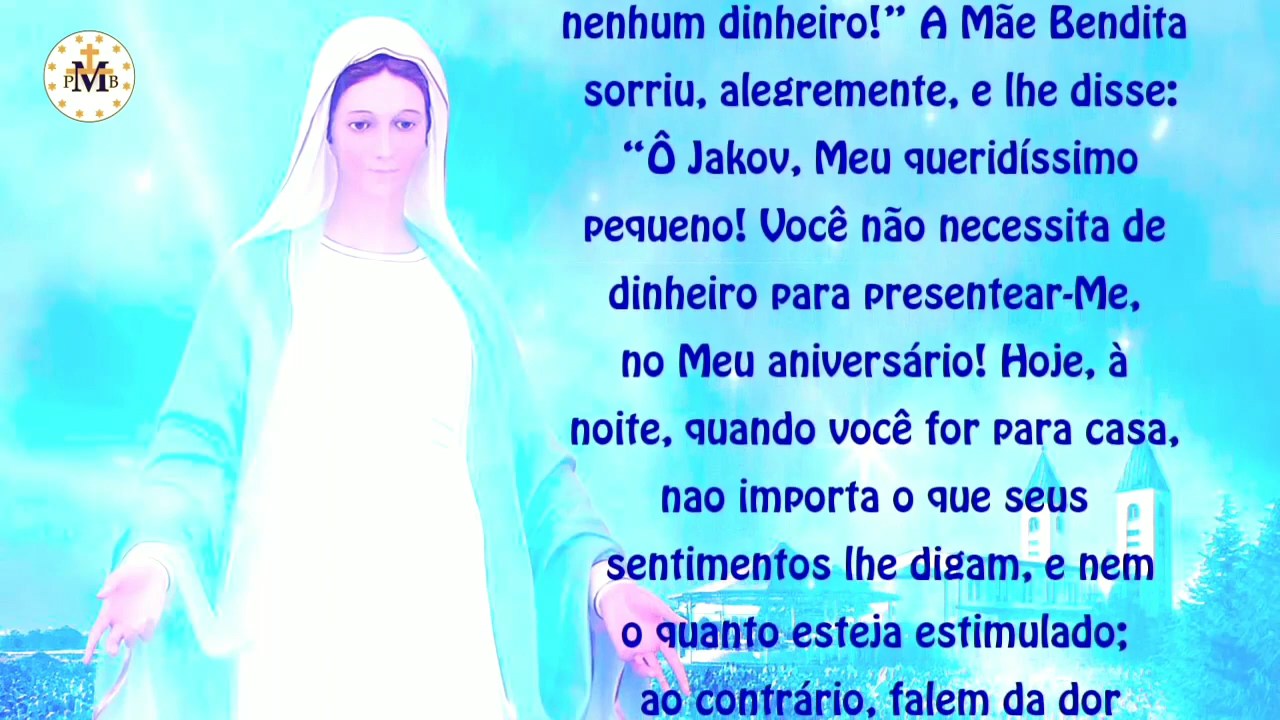 P M B
nenhum dinheiro!” A Mãe Bendita
sorriu, alegremente, e lhe disse:
“Ô Jakov, Meu queridíssimo
pequeno! Você não necessita de
dinheiro para presentear-Me,
no Meu aniversário! Hoje, à
noite, quando você for para casa,
nao importa o que seus
sentimentos lhe digam, e nem
o quanto esteja estimulado;
ao contrário, falem da dor